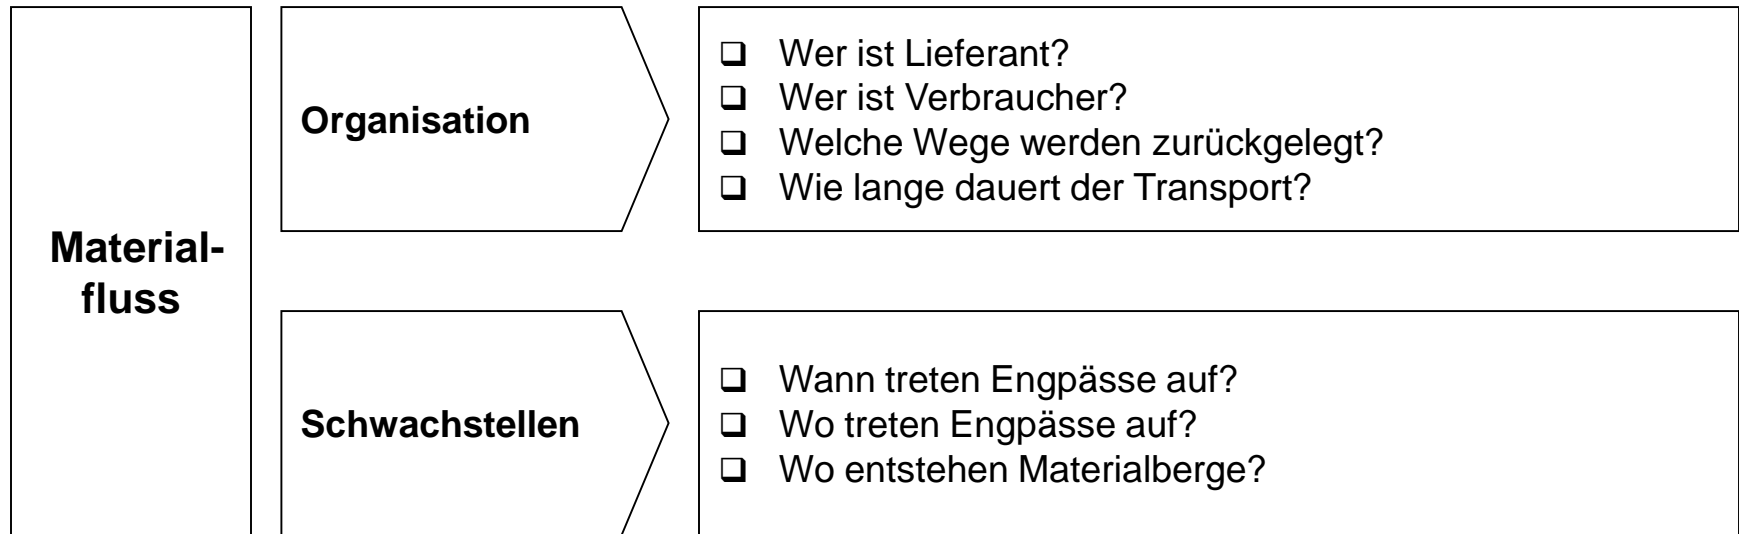 Material-
fluss
Organisation
Wer ist Lieferant?
Wer ist Verbraucher?
Welche Wege werden zurückgelegt?
Wie lange dauert der Transport?
Schwachstellen
Wann treten Engpässe auf?
Wo treten Engpässe auf?
Wo entstehen Materialberge?